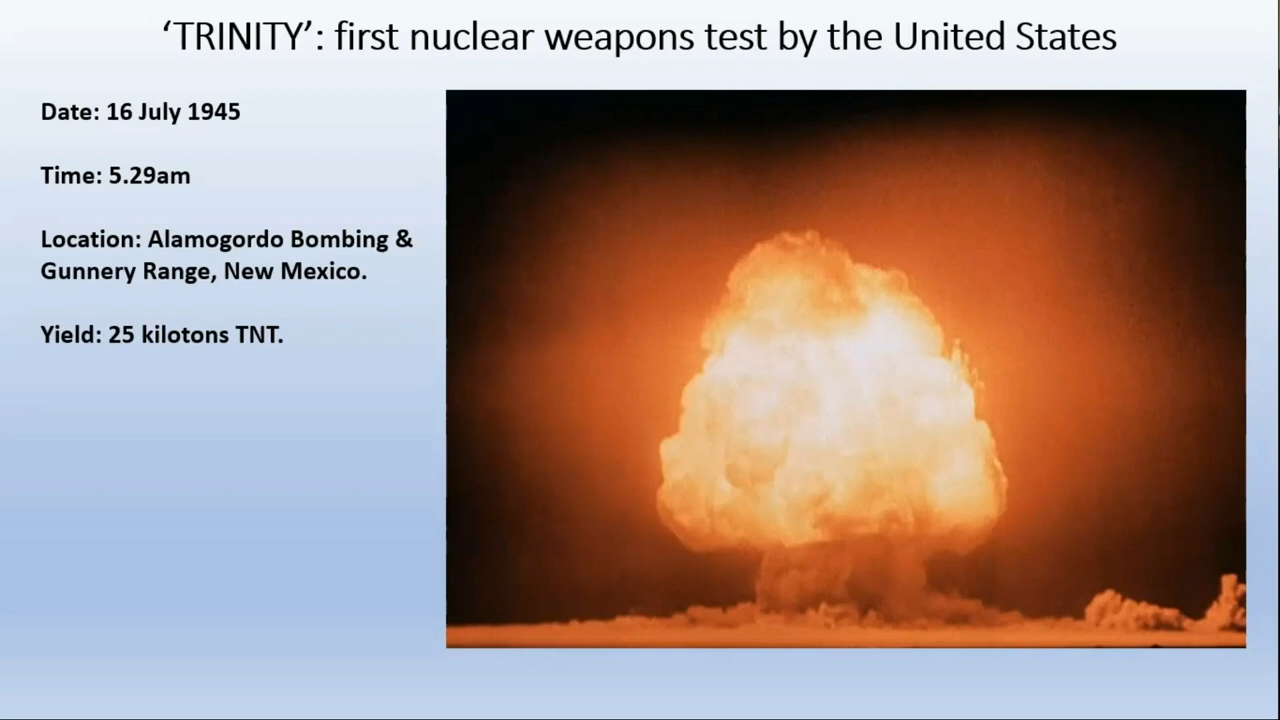 ‘TRINITY’: first nuclear weapons test by the United States
Date: 16 July 1945
Time: 5.29am
Location: Alamogordo Bombing &
Gunnery Range, New Mexico.
Yield: 25 kilotons TNT.